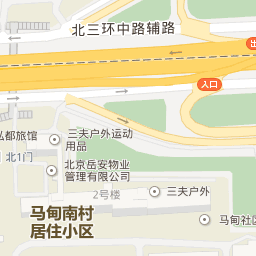 北三环中路辅路
出
入口
弘都旅馆
三夫户外运动
用品
北1门
北京岳安物业
管理有限公司
2号楼
三夫户外
马甸南村
居住小区
马甸社区